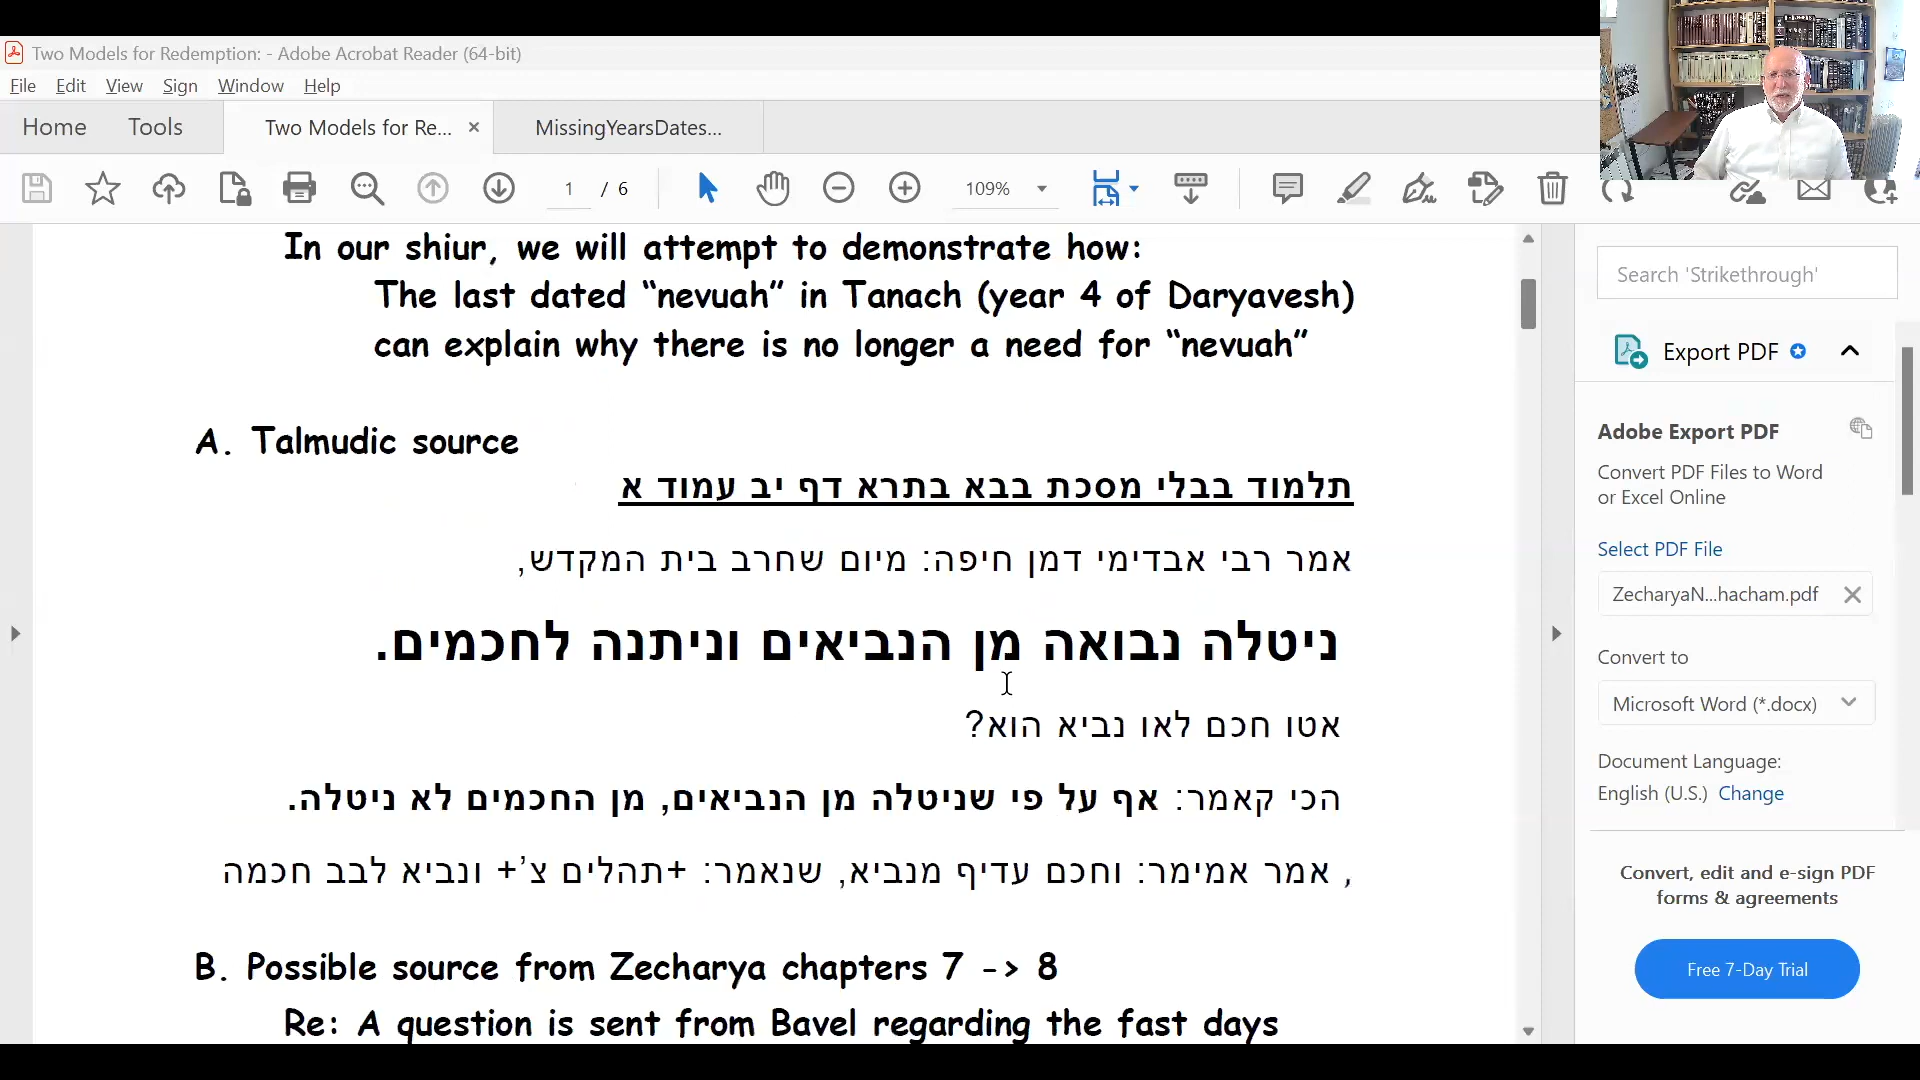 Two Models for Redemption: - Adobe Acrobat Reader (64-bit)
File Edit View Sign Window Help
Home Tools Two Models for Re... × MissingYearsDates...
1 / 6 109%
In our shiur, we will attempt to demonstrate how:
The last dated “nevuah” in Tanach (year 4 of Daryavesh)
can explain why there is no longer a need for “nevuah”
A. Talmudic source
תלמוד בבלי מסכת בבא בתרא דף יב עמוד א
אמר רבי אבדימי דמן חיפה: מיום שחרב בית המקדש,
ניטלה נבואה מן הנביאים וניתנה לחכמים.
אטו חכם לאו נביא הוא?
הכי קאמר: אף על פי שניטלה מן הנביאים, מן החכמים לא ניטלה.
, אמר אמימר: וחכם עדיף מנביא, שנאמר: +תהלים צ'+ ונביא לבב חכמה
B. Possible source from Zecharya chapters 7 -> 8
Re: A question is sent from Bavel regarding the fast days
Search 'Strikethrough'
Export PDF
Adobe Export PDF
Convert PDF Files to Word
or Excel Online
Select PDF File
ZecharyaN...hacham.pdf
Convert to
Microsoft Word (*.docx)
Document Language:
English (U.S.) Change
Convert, edit and e-sign PDF
forms & agreements
Free 7-Day Trial